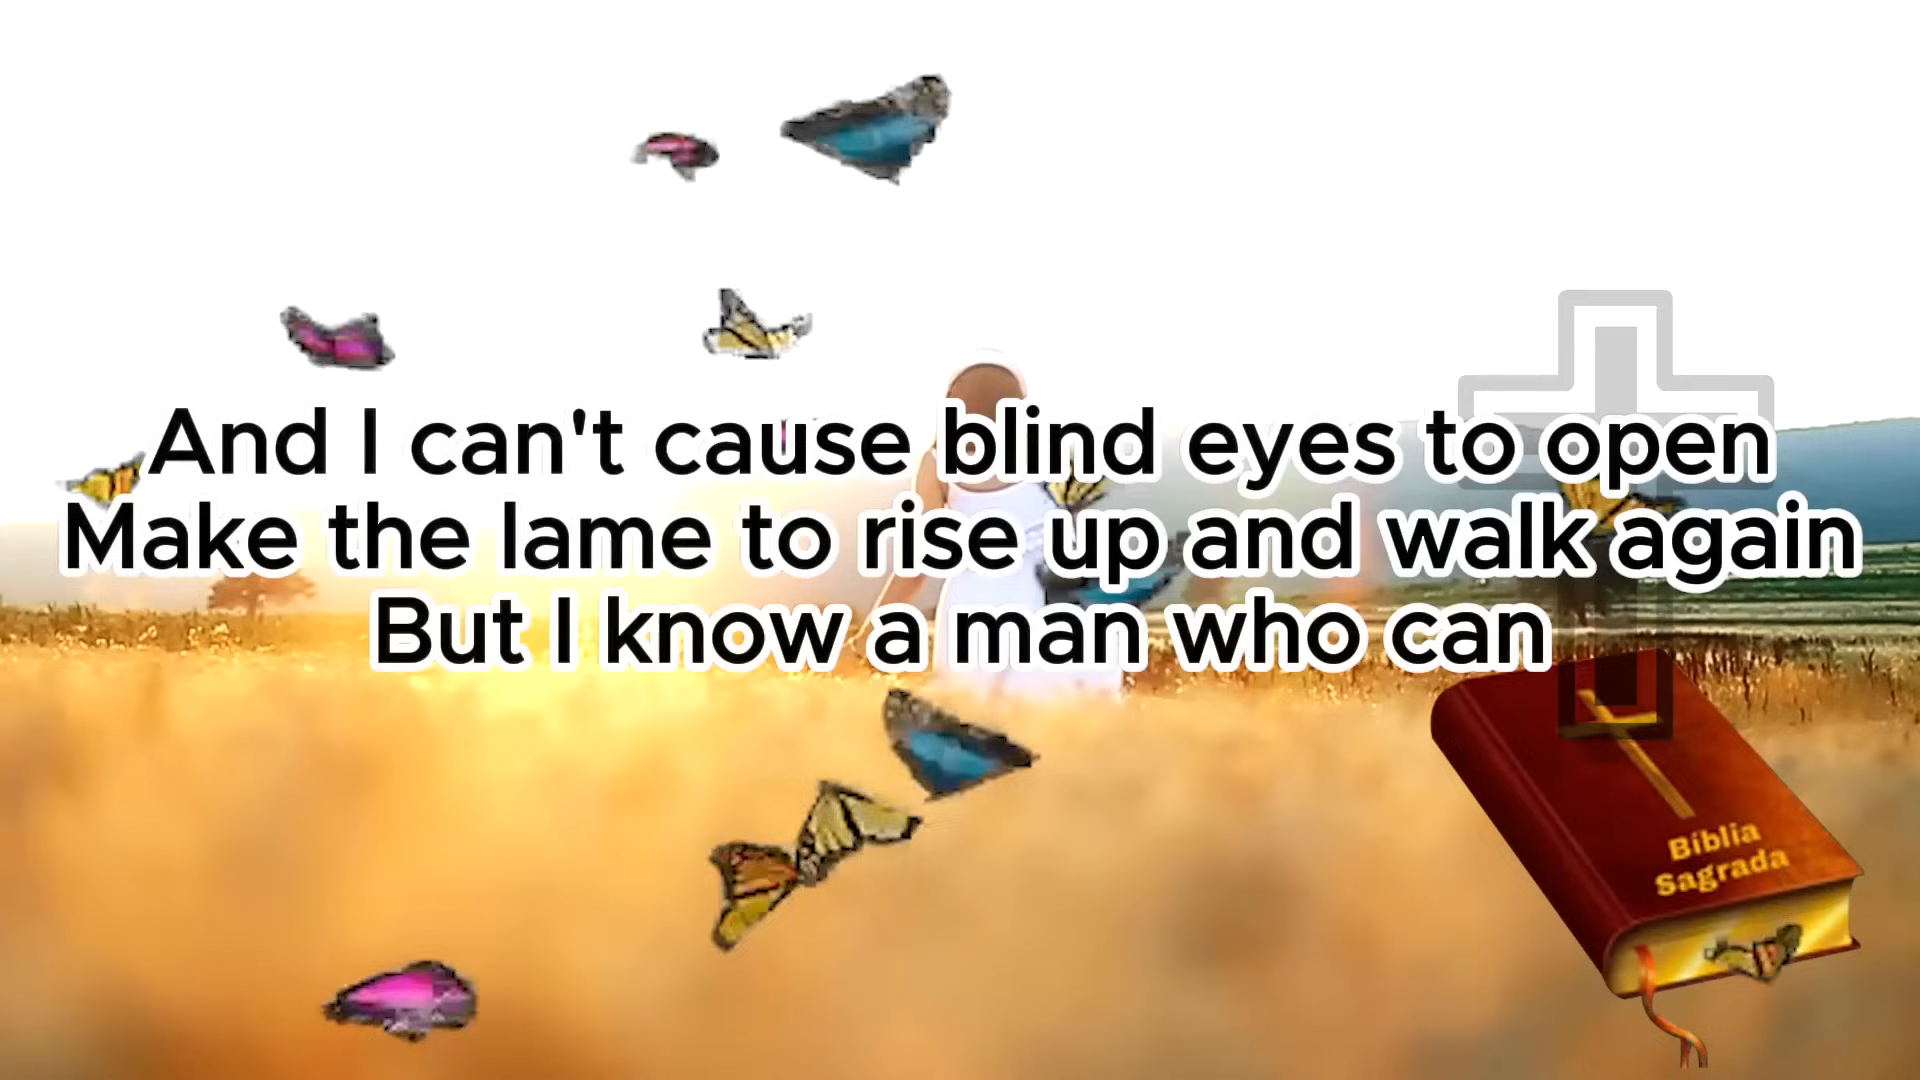 And I can't cause blind eyes to open
Make the lame to rise up and walk again
But I know a man who can
Bíblia
Sagrada